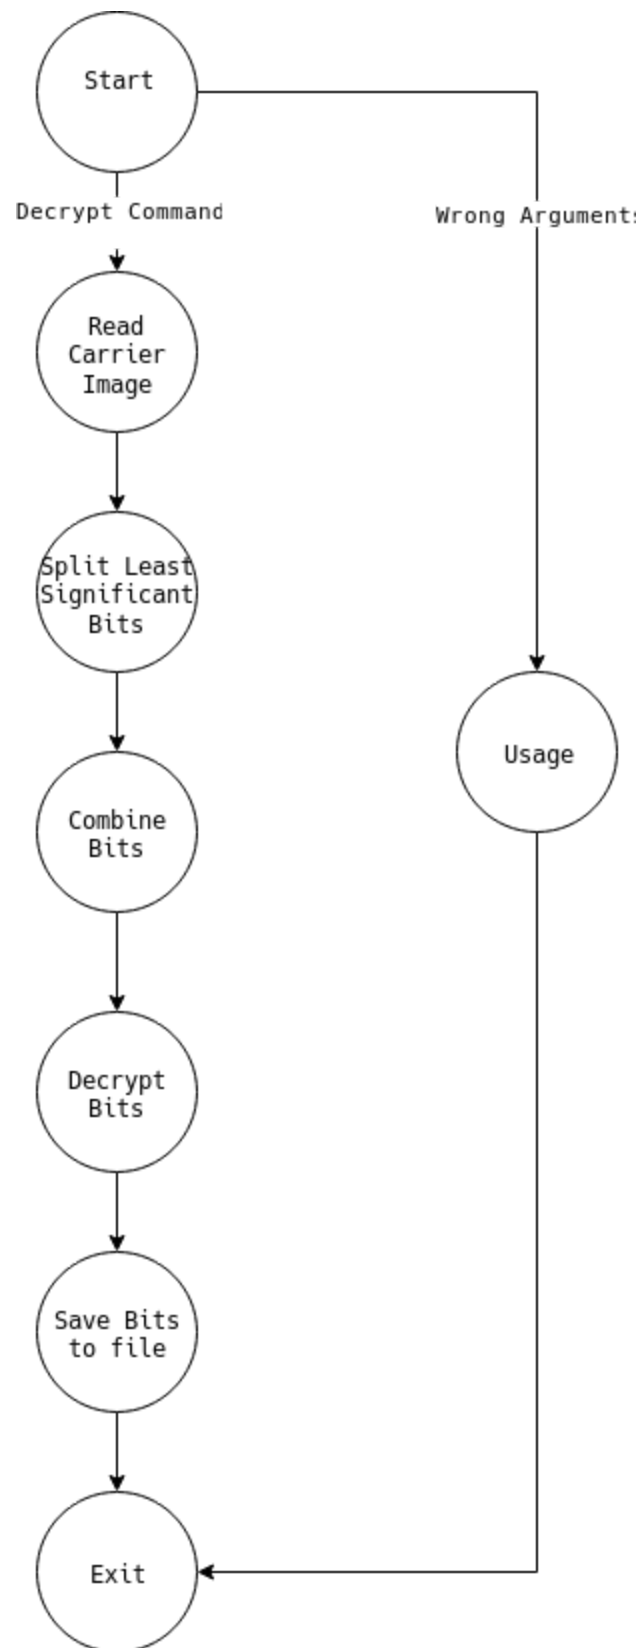 Start
Decrypt Command
Wrong Arguments
Read
Carrier
Image
Split Least
Significant
Bits
Combine
Bits
Usage
Decrypt
Bits
Save Bits
to file
Exit